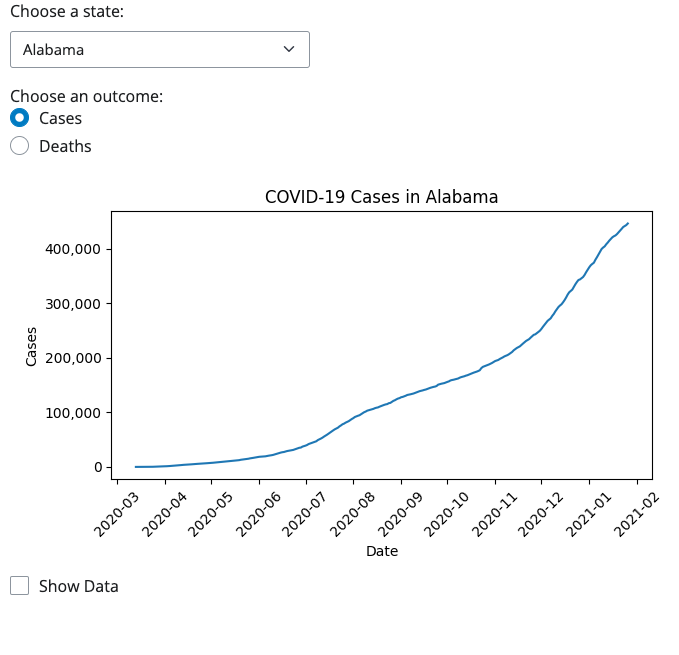 Choose a state:
Alabama
Choose an outcome:
Cases
Deaths
COVID-19 Cases in Alabama
400,000
300,000
200,000
100,000
0
Cases
2020-03
2020-04
2020-05
2020-06
2020-07
2020-08
2020-09
2020-10
2020-11
2020-12
2021-01
2021-02
Date
Show Data